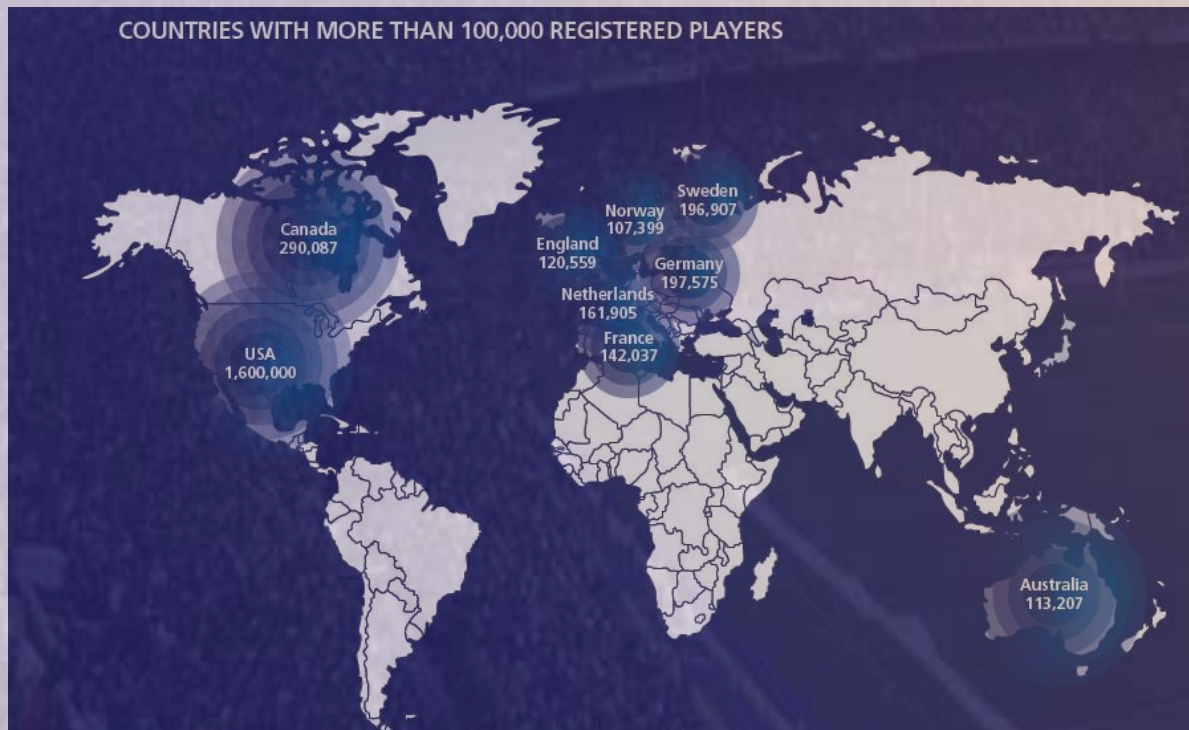 COUNTRIES WITH MORE THAN 100,000 REGISTERED PLAYERS
Canada
290,087
USA
1,600,000
Sweden
196,907
Norway
107,399
England
120,559
Germany
197,575
Netherlands
161,905
France
142,037
Australia
113,207